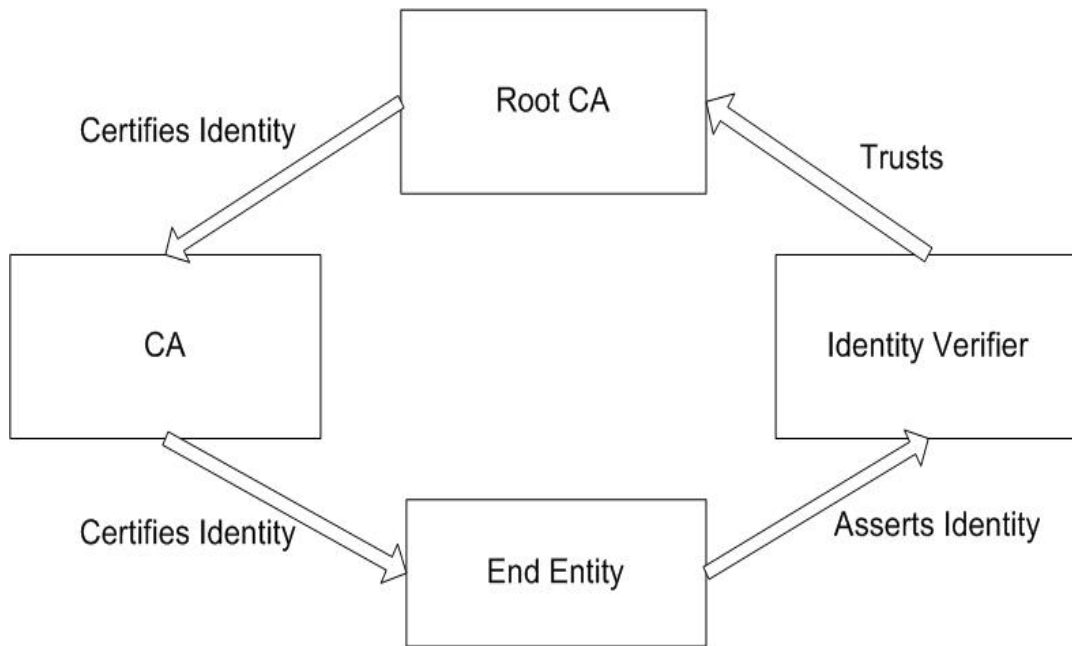 Root CA
Certifies Identity
Trusts
CA
Identity Verifier
Certifies Identity
Asserts Identity
End Entity